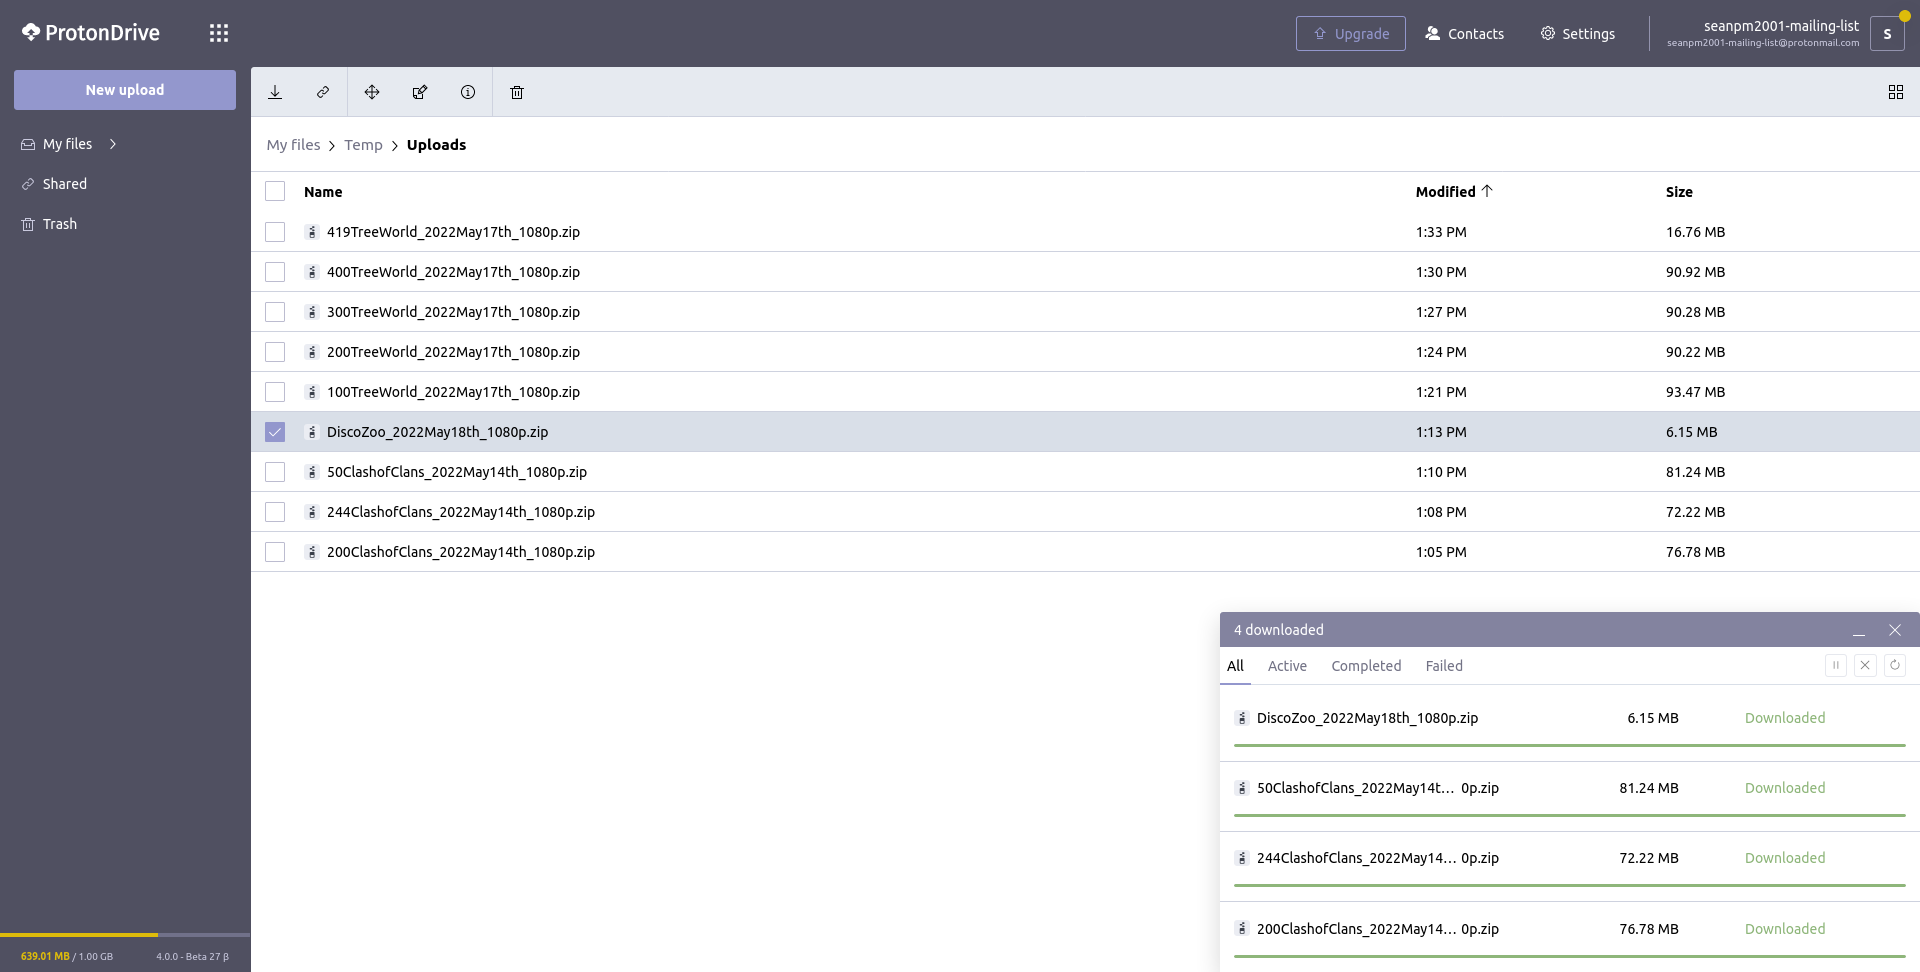 ProtonDrive
Upgrade
Contacts
Settings
seanpm2001-mailing-list
seanpm2001-mailing-list@protonmail.com
S
New upload
My files
Shared
Trash
My files > Temp > Uploads
Name Modified Size
419TreeWorld_2022May17th_1080p.zip 1:33 PM 16.76 MB
400TreeWorld_2022May17th_1080p.zip 1:30 PM 90.92 MB
300TreeWorld_2022May17th_1080p.zip 1:27 PM 90.28 MB
200TreeWorld_2022May17th_1080p.zip 1:24 PM 90.22 MB
100TreeWorld_2022May17th_1080p.zip 1:21 PM 93.47 MB
DiscoZoo_2022May18th_1080p.zip 1:13 PM 6.15 MB
50ClashofClans_2022May14th_1080p.zip 1:10 PM 81.24 MB
244ClashofClans_2022May14th_1080p.zip 1:08 PM 72.22 MB
200ClashofClans_2022May14th_1080p.zip 1:05 PM 76.78 MB
4 downloaded
All Active Completed Failed
DiscoZoo_2022May18th_1080p.zip 6.15 MB Downloaded
50ClashofClans_2022May14t... 0p.zip 81.24 MB Downloaded
244ClashofClans_2022May14... 0p.zip 72.22 MB Downloaded
200ClashofClans_2022May14... 0p.zip 76.78 MB Downloaded
639.01 MB / 1.00 GB 4.0.0 - Beta 27 β